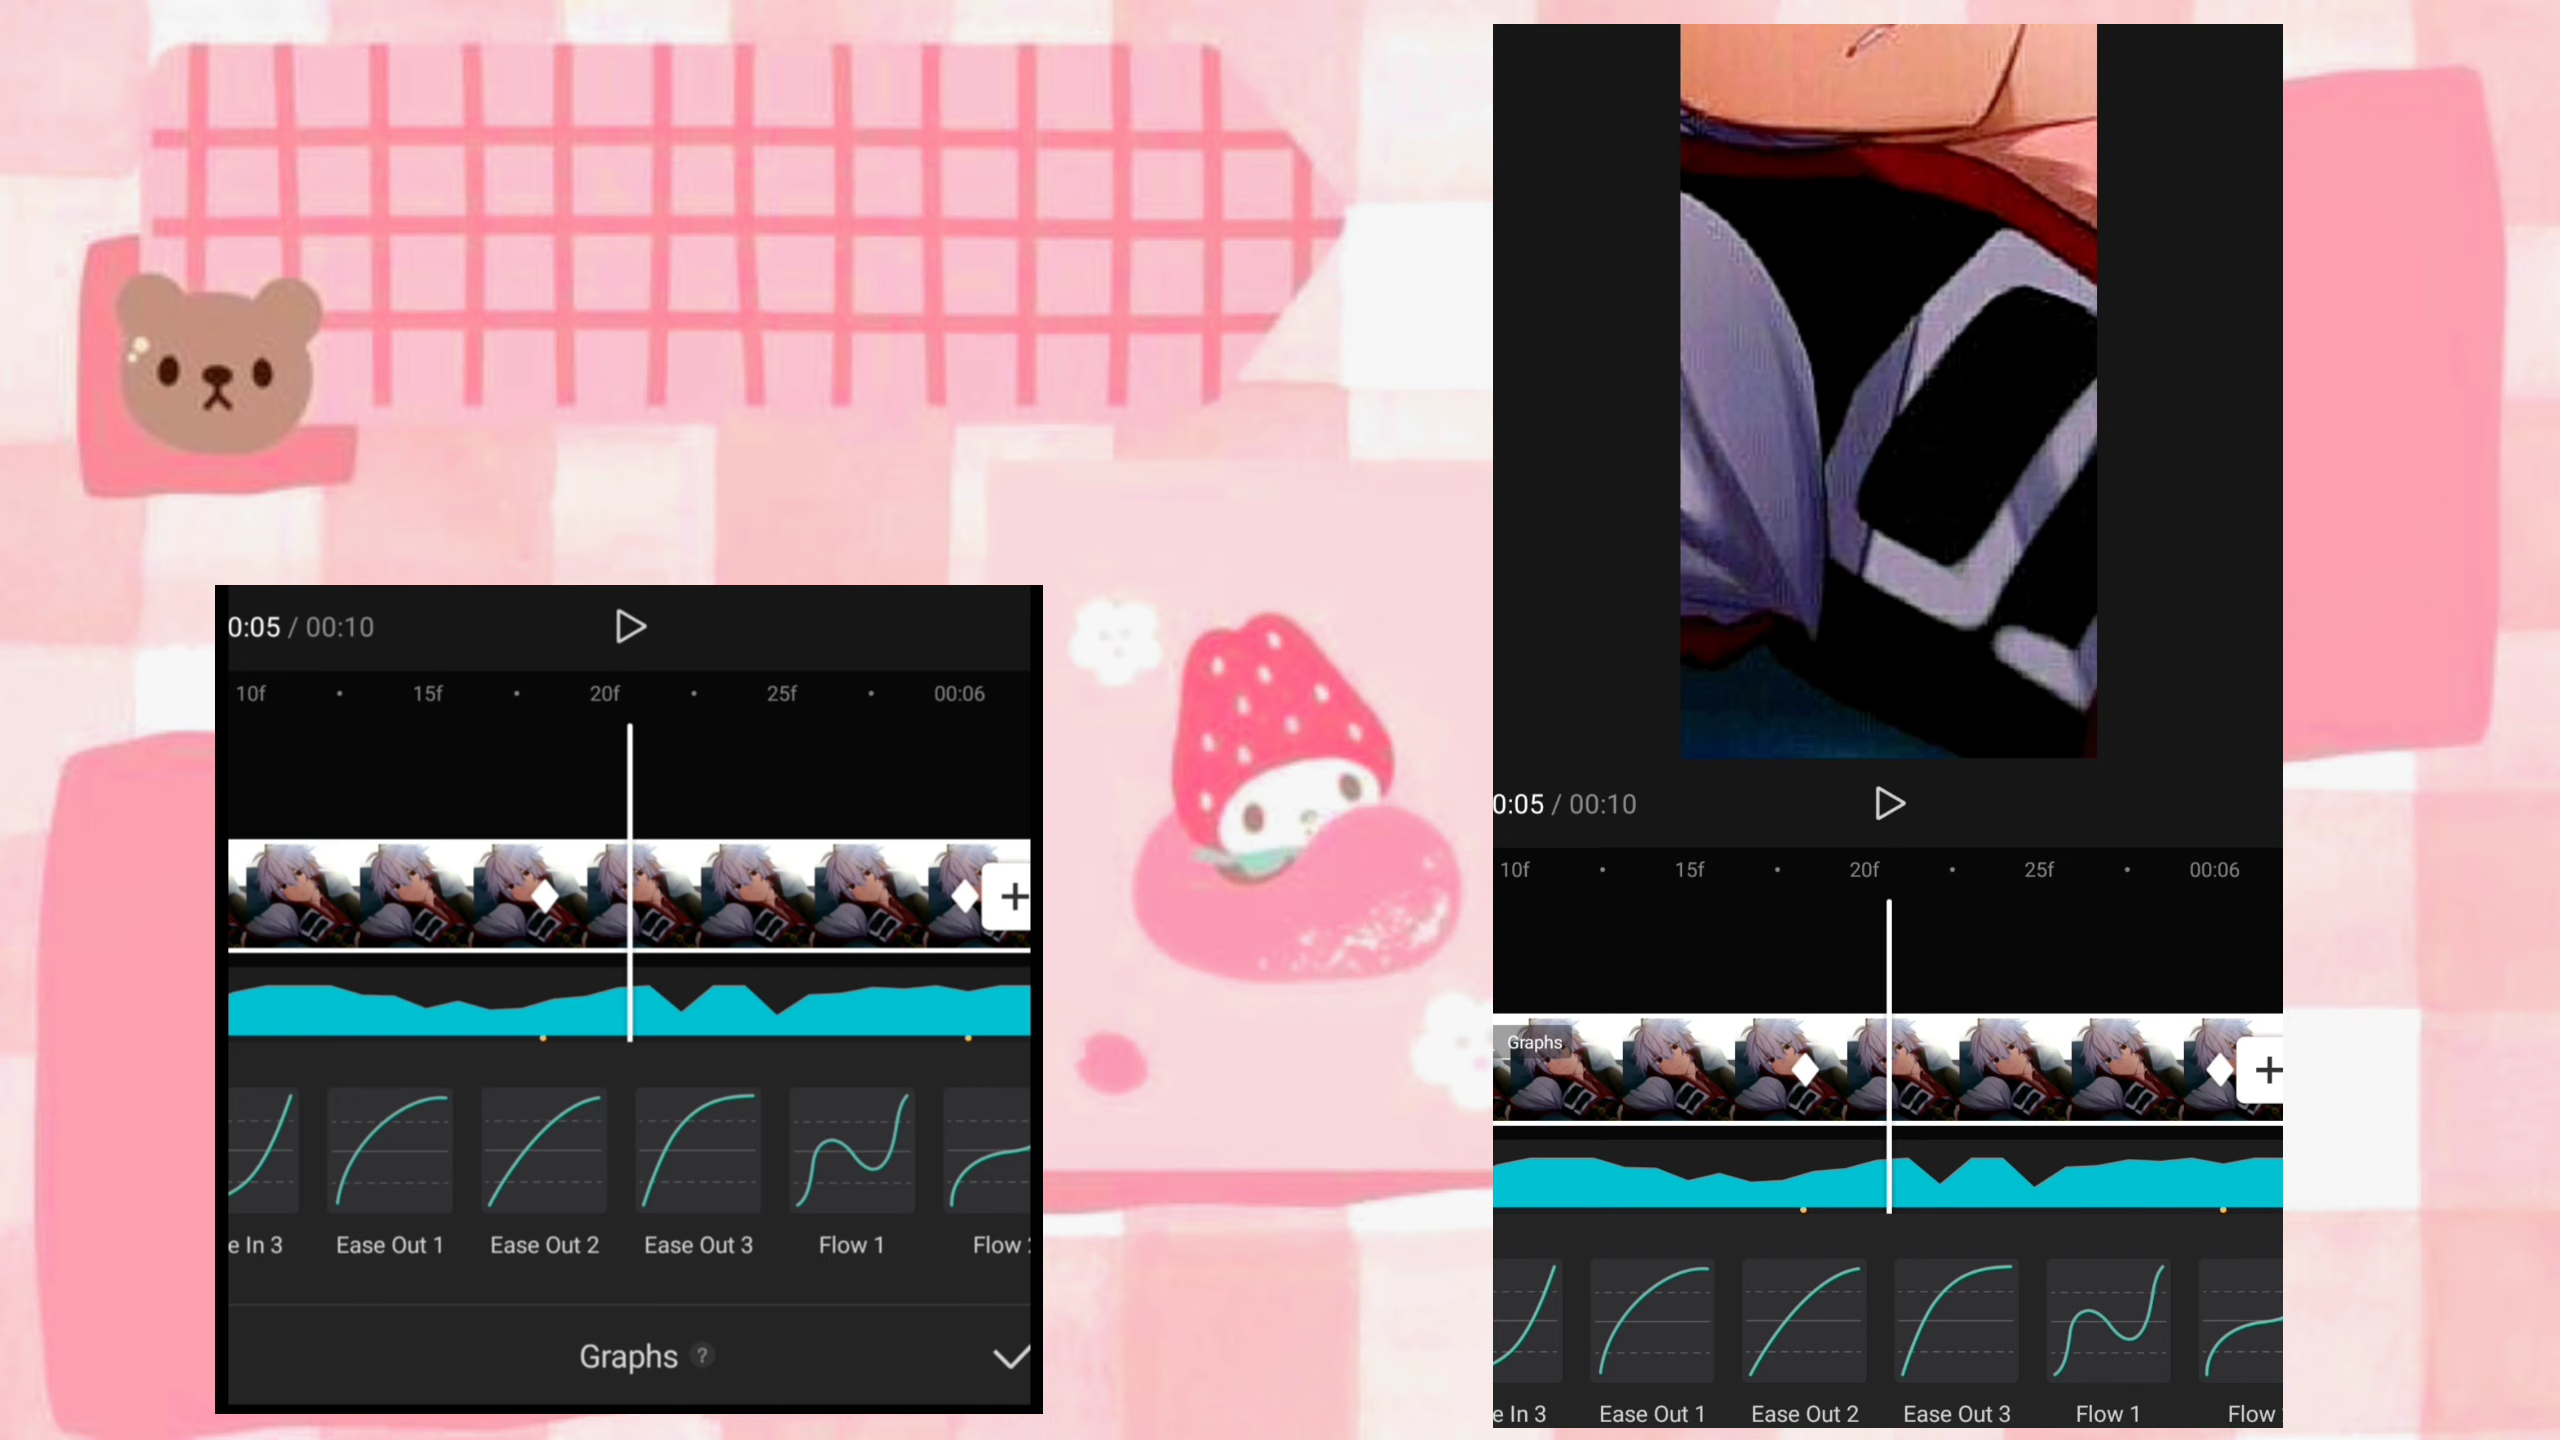 0:05 / 00:10
10f 15f 20f 25f 00:06
e In 3 Ease Out 1 Ease Out 2 Ease Out 3 Flow 1 Flow
Graphs ?
0:05 / 00:10
10f 15f 20f 25f 00:06
Graphs
e In 3 Ease Out 1 Ease Out 2 Ease Out 3 Flow 1 Flow